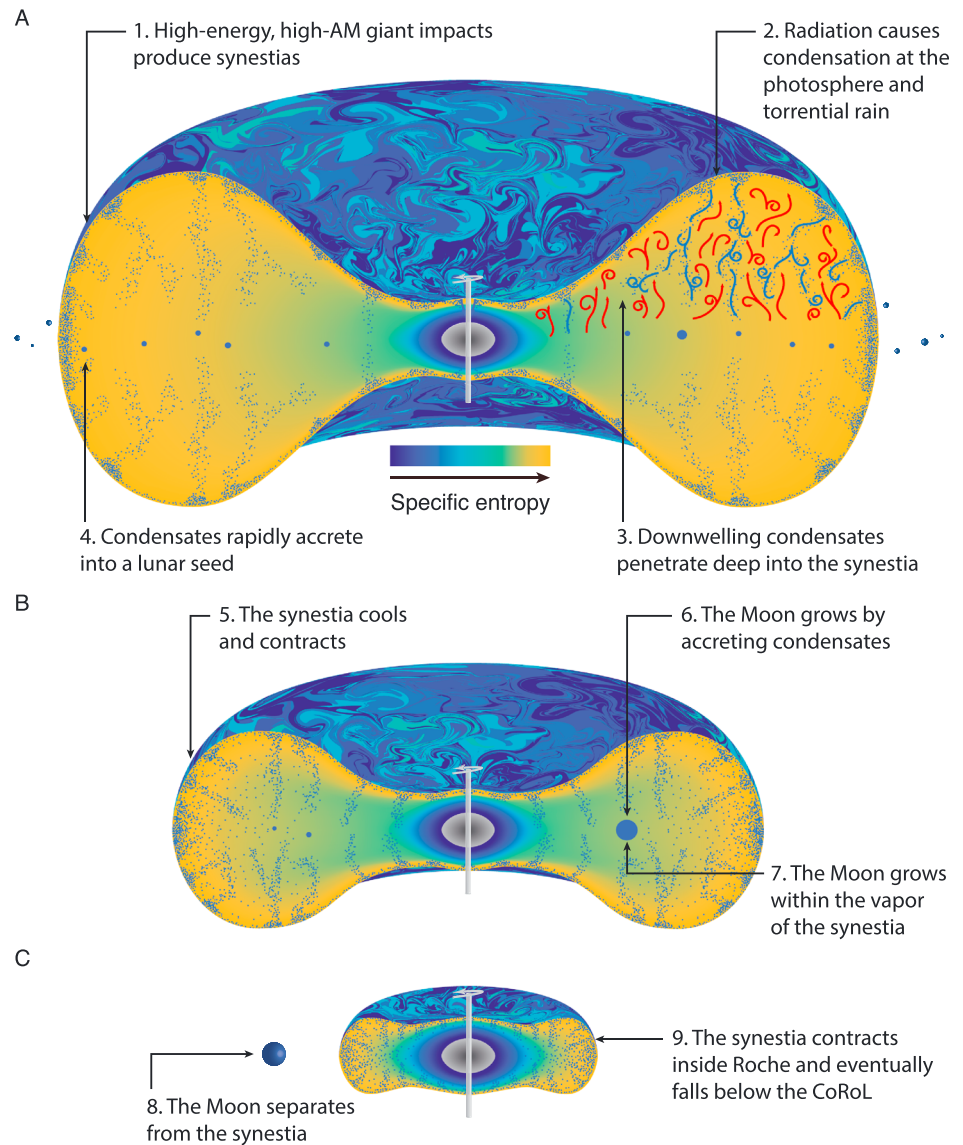 A
1. High-energy, high-AM giant impacts
produce synestias
2. Radiation causes
condensation at the
photosphere and
torrential rain
Specific entropy
4. Condensates rapidly accrete
into a lunar seed
3. Downwelling condensates
penetrate deep into the synestia
B
5. The synestia cools
and contracts
6. The Moon grows by
accreting condensates
7. The Moon grows
within the vapor
of the synestia
C
8. The Moon separates
from the synestia
9. The synestia contracts
inside Roche and eventually
falls below the CoRoL